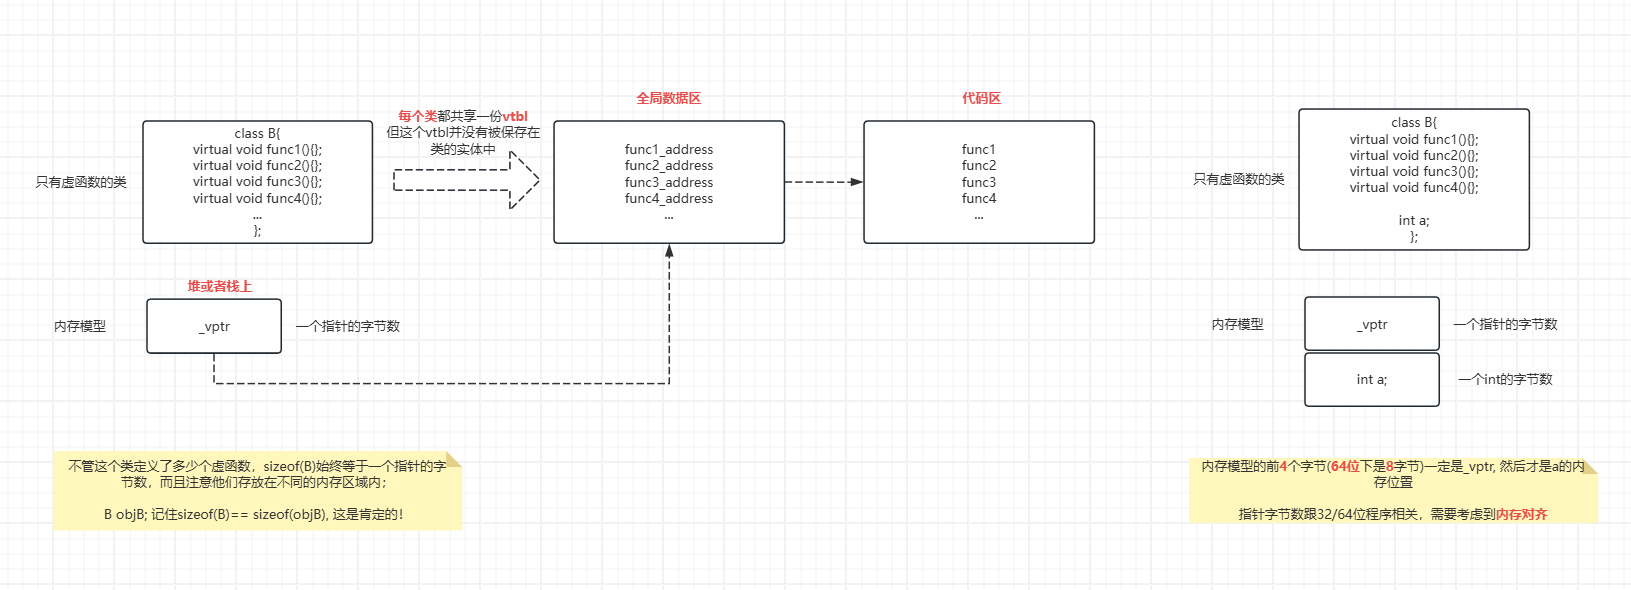 全局数据区
代码区
每个类都共享一份vtbl
但这个vtbl并没有被保存在
类的实体中
只有虚函数的类
class B{
virtual void func1(){};
virtual void func2(){};
virtual void func3(){};
virtual void func4(){};
...
};
func1_address
func2_address
func3_address
func4_address
...
func1
func2
func3
func4
...
只有虚函数的类
class B{
virtual void func1(){};
virtual void func2(){};
virtual void func3(){};
virtual void func4(){};
int a;
};
堆或者栈上
内存模型
_vptr
一个指针的字节数
内存模型
_vptr
一个指针的字节数
int a;
一个int的字节数
不管这个类定义了多少个虚函数，sizeof(B)始终等于一个指针的字
节数，而且注意他们存放在不同的内存区域内；
B objB; 记住sizeof(B)== sizeof(objB), 这是肯定的！
内存模型的前4个字节(64位下是8字节)一定是_vptr, 然后才是a的内
存位置
指针字节数跟32/64位程序相关，需要考虑到内存对齐